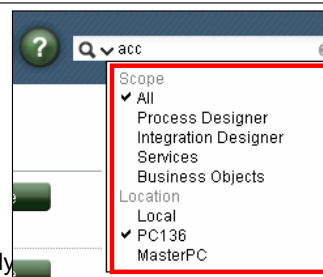 ? acc
Scope
✔ All
Process Designer
Integration Designer
Services
Business Objects
Location
Local
✔ PC136
MasterPC